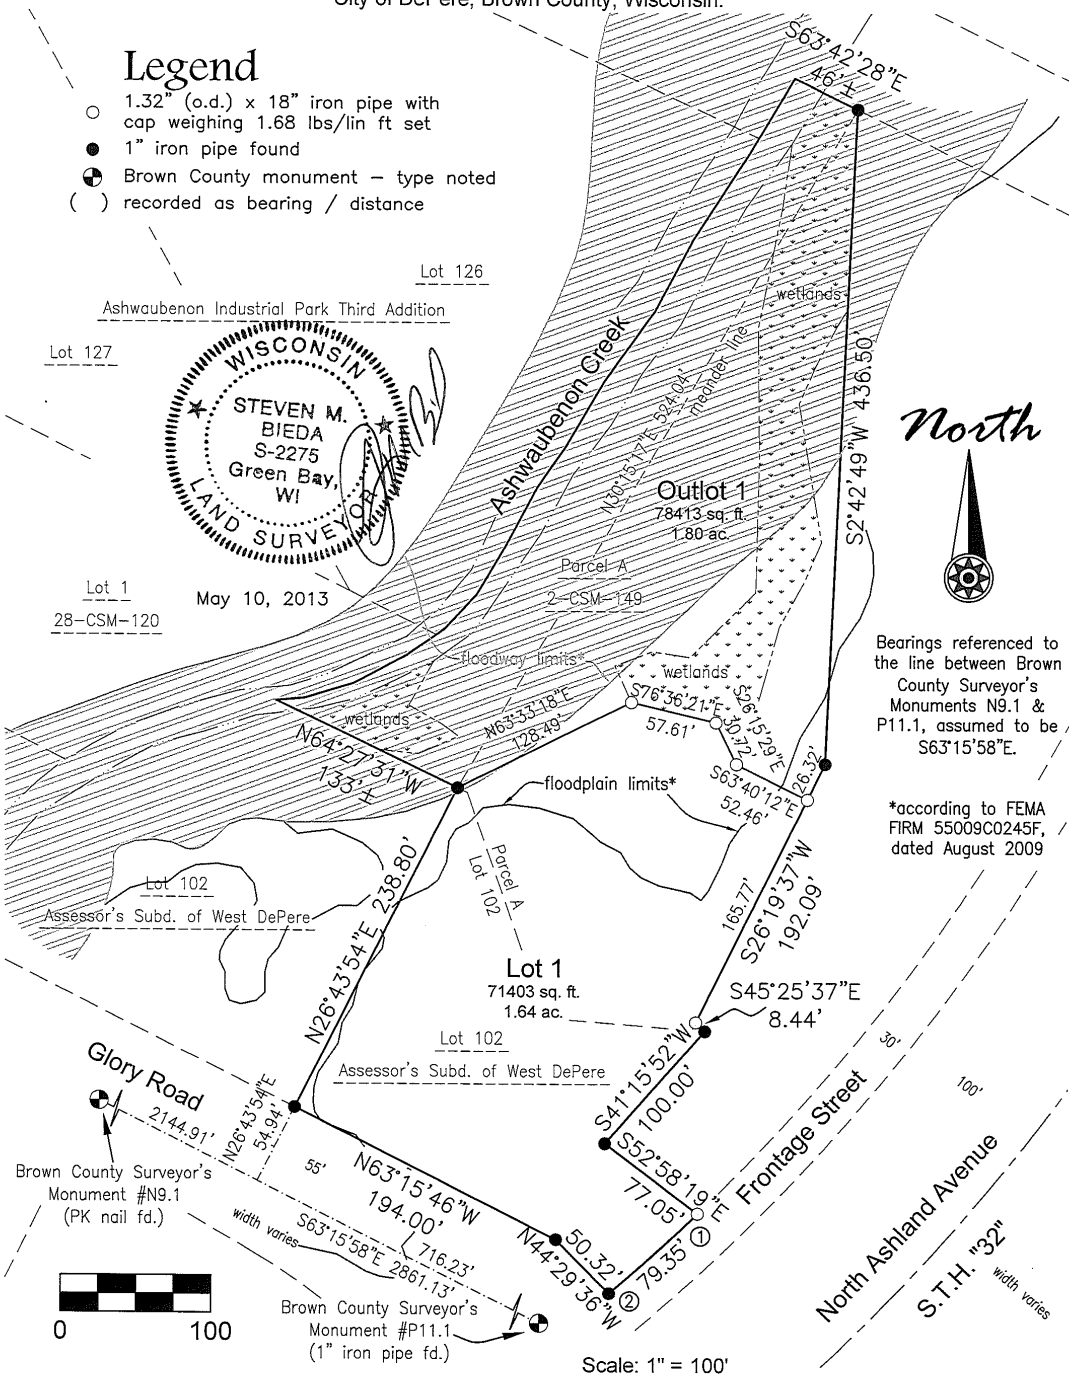 City of DePere, Brown County, Wisconsin.
Legend
1.32" (o.d.) x 18" iron pipe with
cap weighing 1.68 lbs/lin ft set
1" iron pipe found
Brown County monument – type noted
( ) recorded as bearing / distance
S63°42'28"E
46'±
Lot 126
Ashwaubenon Industrial Park Third Addition
Lot 127
wetlands
WISCONSIN
STEVEN M.
BIEDA
S-2275
Green Bay,
WI
LAND SURVEYOR
May 10, 2013
Ashwaubenon Creek
N30°15'17"E 524.04'
meander line
S2°42'49"W 436.50'
North
Outlot 1
78413 sq. ft.
1.80 ac.
Parcel A
2-CSM-149
Lot 1
28-CSM-120
Bearings referenced to
the line between Brown
County Surveyor's
Monuments N9.1 &
P11.1, assumed to be
S63°15'58"E.
floodway limits*
wetlands
S76°36'21"E
57.61'
S26°15'29"E
30.72'
N63°33'18"E
128.49'
wetlands
N64°27'31"W
133'±
S63°40'12"E
52.46'
26.32'
floodplain limits*
*according to FEMA
FIRM 55009C0245F,
dated August 2009
Parcel A
Lot 102
Lot 102
Assessor's Subd. of West DePere
N26°43'54"E 238.80'
165.77'
S26°19'37"W
192.09'
Lot 1
71403 sq. ft.
1.64 ac.
S45°25'37"E
8.44'
Lot 102
Assessor's Subd. of West DePere
S41°15'52"W
100.00'
30'
100'
Glory Road
2144.91'
N26°43'54"E
54.94'
55'
N63°15'46"W
194.00'
S52°58'19"E
77.05'
Frontage Street
North Ashland Avenue
S.T.H. "32"
width varies
Brown County Surveyor's
Monument #N9.1
(PK nail fd.)
width varies
S63°15'58"E 2861.13'
716.23'
50.32'
N44°29'36"W
79.35'
1
2
Brown County Surveyor's
Monument #P11.1
(1" iron pipe fd.)
0 100
Scale: 1" = 100'